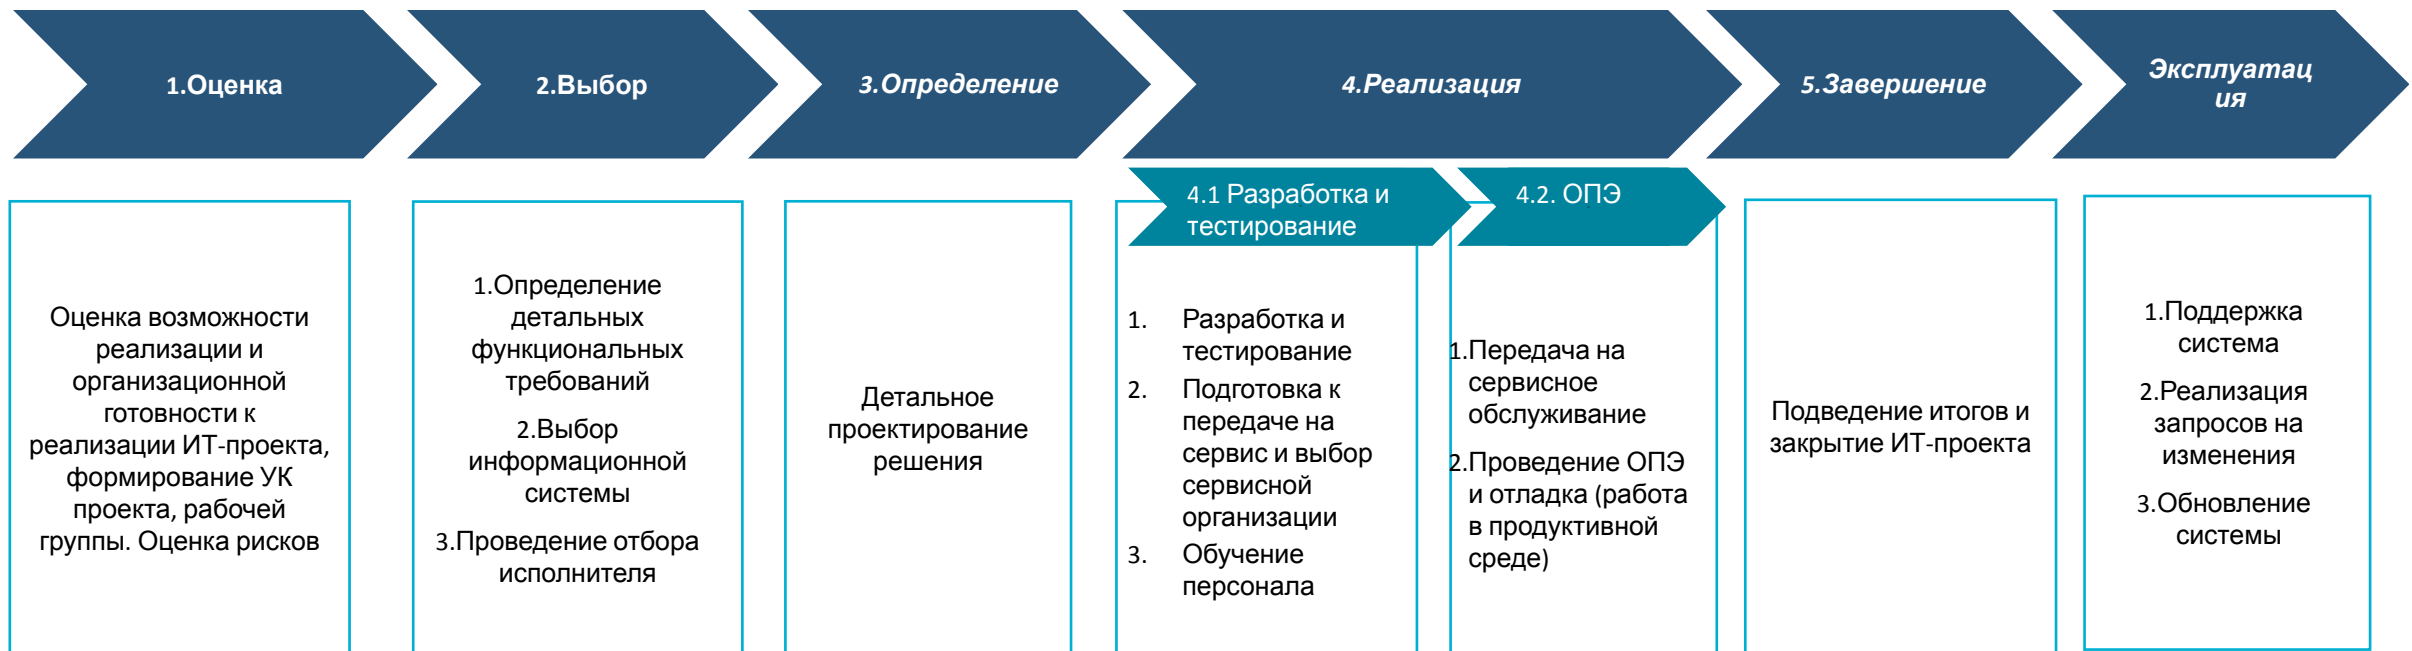 1.Оценка
2.Выбор
3.Определение
4.Реализация
5.Завершение
Эксплуатац
ия
4.1 Разработка и
тестирование
4.2. ОПЭ
Оценка возможности
реализации и
организационной
готовности к
реализации ИТ-проекта,
формирование УК
проекта, рабочей
группы. Оценка рисков
1.Определение
детальных
функциональных
требований
2.Выбор
информационной
системы
3.Проведение отбора
исполнителя
Детальное
проектирование
решения
1. Разработка и
тестирование
2. Подготовка к
передаче на
сервис и выбор
сервисной
организации
3. Обучение
персонала
1.Передача на
сервисное
обслуживание
2.Проведение ОПЭ
и отладка (работа
в продуктивной
среде)
Подведение итогов и
закрытие ИТ-проекта
1.Поддержка
система
2.Реализация
запросов на
изменения
3.Обновление
системы